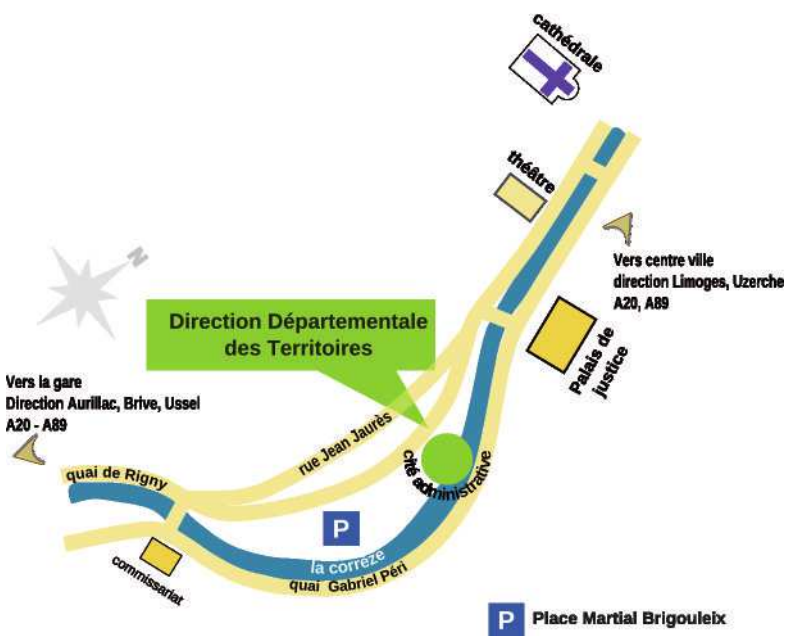 cathédrale
théâtre
N
Vers centre ville
direction Limoges, Uzerche
A20, A89
Direction Départementale
des Territoires
Palais de
justice
Vers la gare
Direction Aurillac, Brive, Ussel
A20 - A89
rue Jean Jaurès
cité administrative
quai de Rigny
P
la corrèze
commissariat
quai Gabriel Péri
P Place Martial Brigouleix